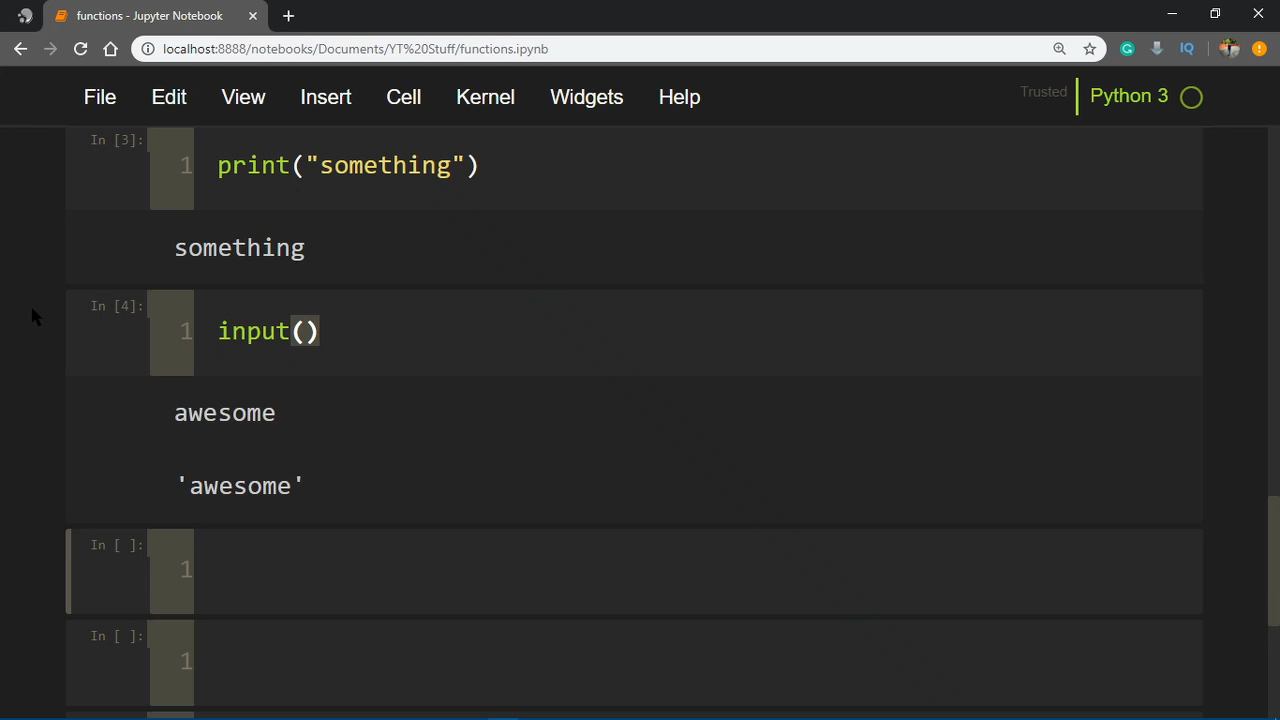 functions - Jupyter Notebook
localhost:8888/notebooks/Documents/YT%20Stuff/functions.ipynb
IQ
File Edit View Insert Cell Kernel Widgets Help Trusted Python 3
In [3]: 1 print("something")
something
In [4]: 1 input()
awesome
'awesome'
In [ ]: 1
In [ ]: 1